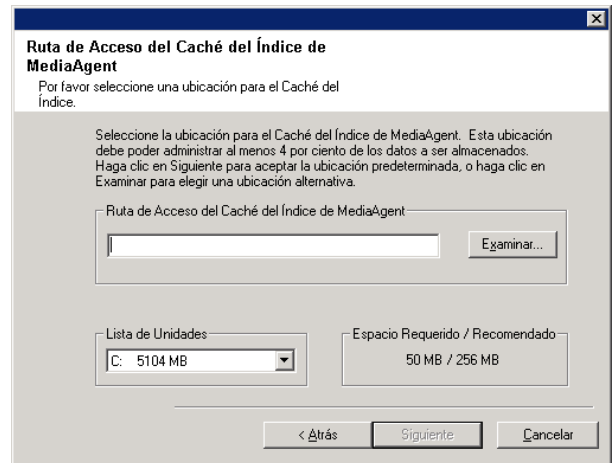 Ruta de Acceso del Caché del Índice de
MediaAgent
Por favor seleccione una ubicación para el Caché del
Índice.
Seleccione la ubicación para el Caché del Índice de MediaAgent. Esta ubicación
debe poder administrar al menos 4 por ciento de los datos a ser almacenados.
Haga clic en Siguiente para aceptar la ubicación predeterminada, o haga clic en
Examinar para elegir una ubicación alternativa.
Ruta de Acceso del Caché del Índice de MediaAgent
Examinar...
Lista de Unidades
C: 5104 MB
Espacio Requerido / Recomendado
50 MB / 256 MB
< Atrás
Siguiente
Cancelar